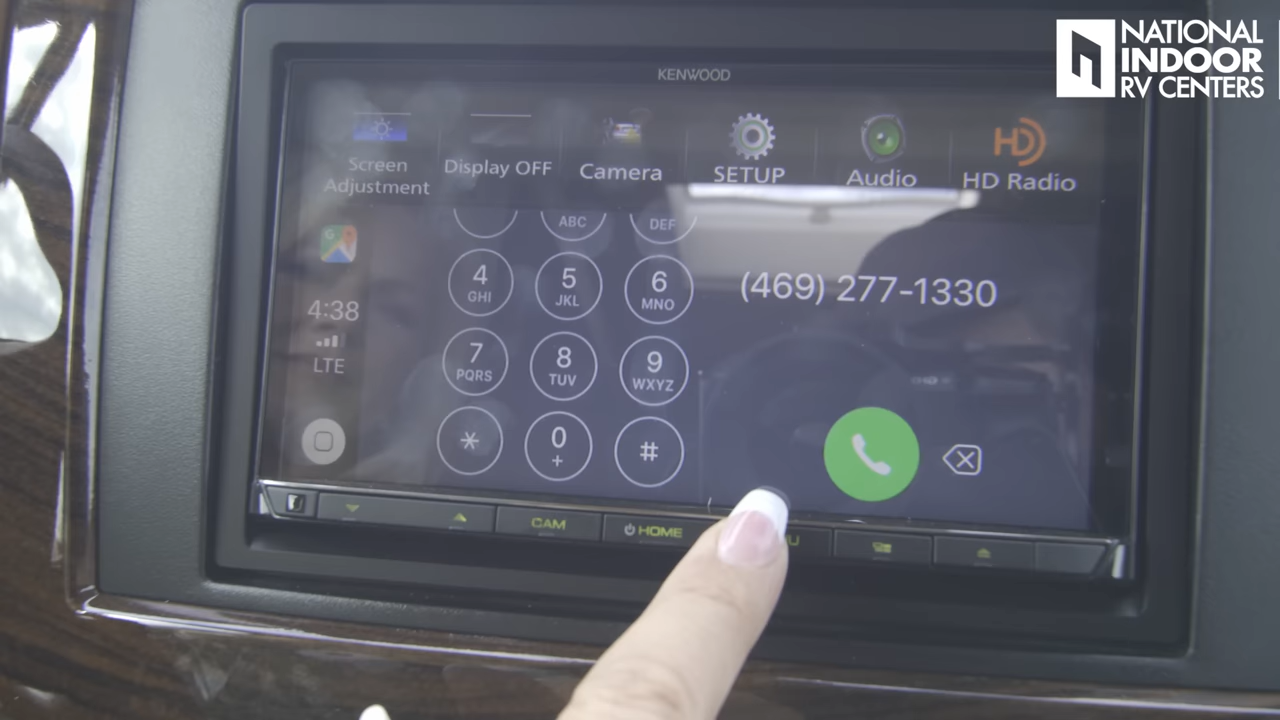 NATIONAL
INDOOR
RV CENTERS
KENWOOD
Screen
Adjustment
Display OFF
Camera
SETUP
Audio
HD
HD Radio
ABC
DEF
4
GHI
5
JKL
6
MNO
(469) 277-1330
4:38
LTE
7
PQRS
8
TUV
9
WXYZ
*
0
+
#
CAM
HOME
U